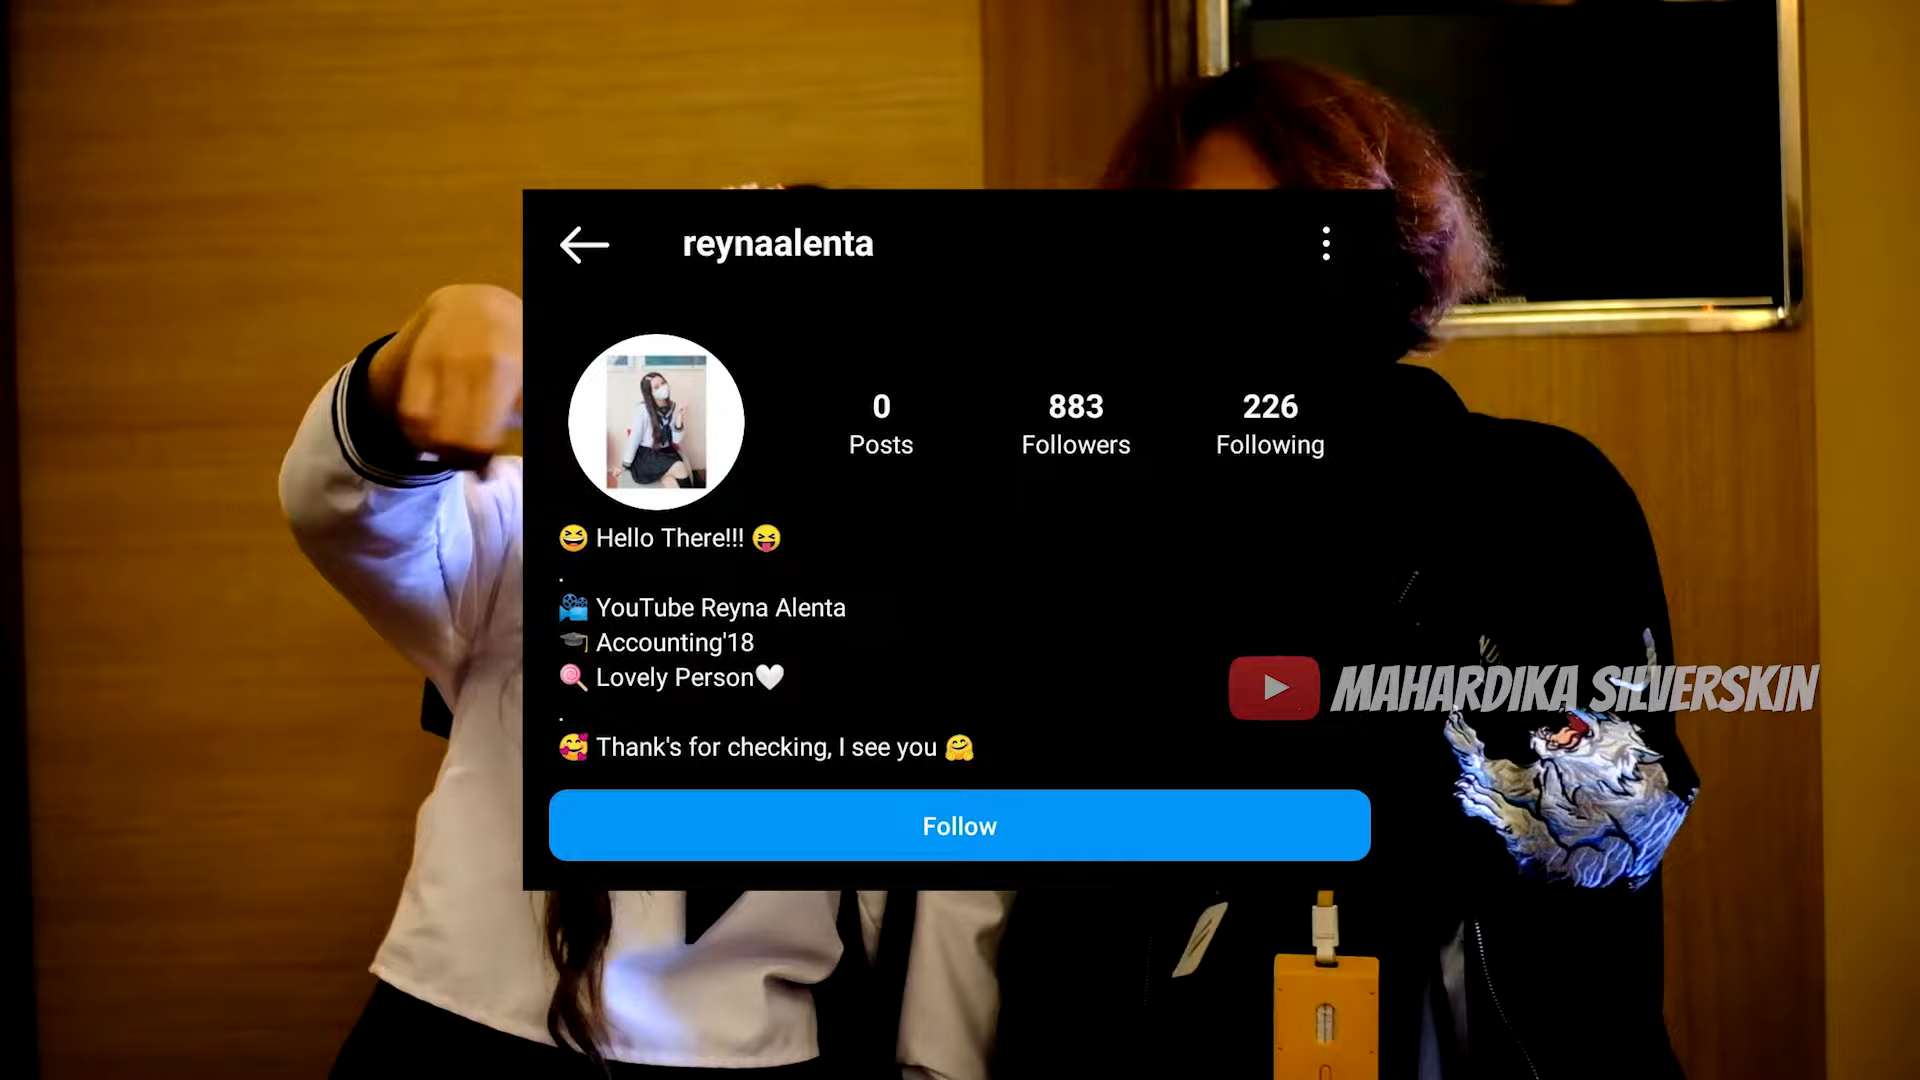 reynaalenta
0
Posts
883
Followers
226
Following
😆 Hello There!!! 😝
.
🎥 YouTube Reyna Alenta
🎓 Accounting'18
🍭 Lovely Person🤍
.
🥰 Thank's for checking, I see you 🤗
Follow
MAHARDIKA SILVERSKIN